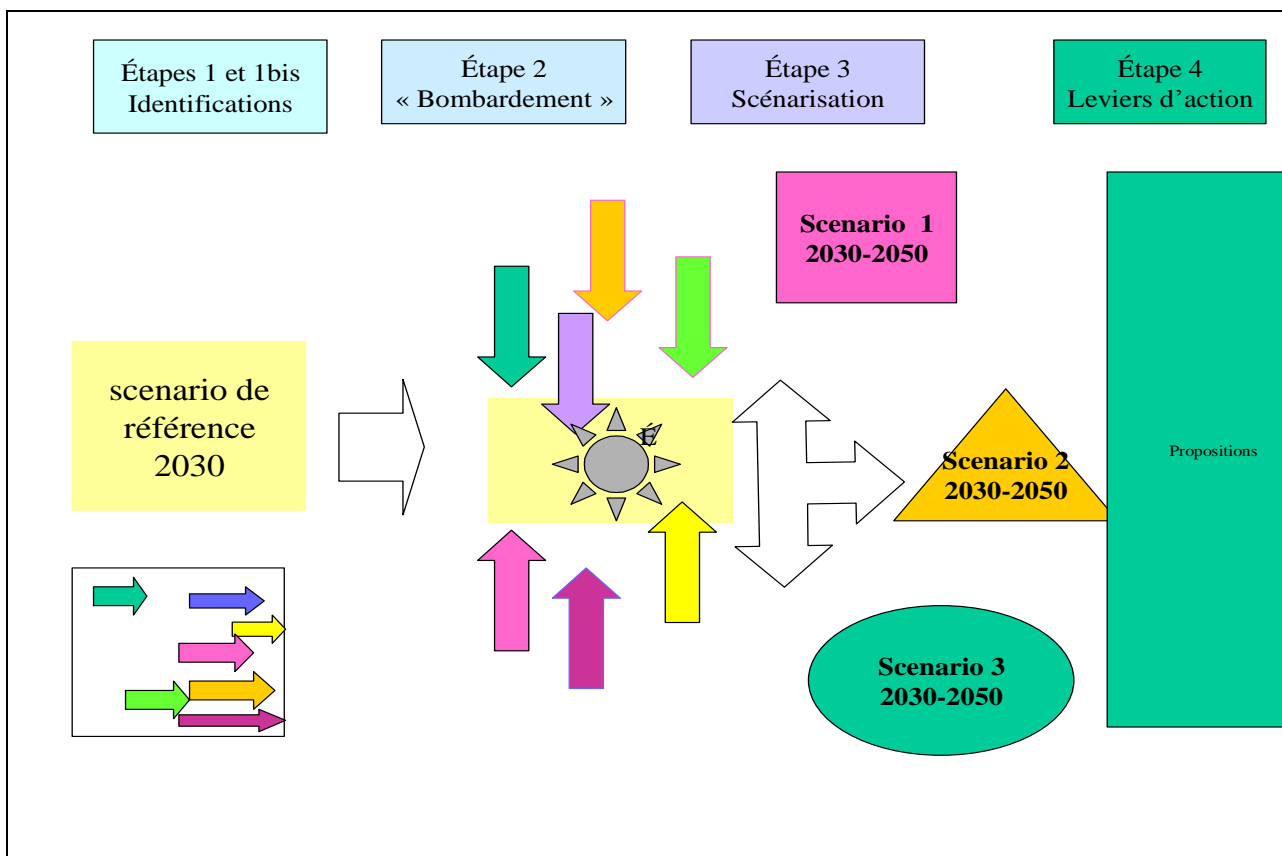 Étapes 1 et 1bis
Identifications
Étape 2
« Bombardement »
Étape 3
Scénarisation
Étape 4
Leviers d’action
Scenario 1
2030-2050
scenario de
référence
2030
É
Scenario 2
2030-2050
Propositions
Scenario 3
2030-2050